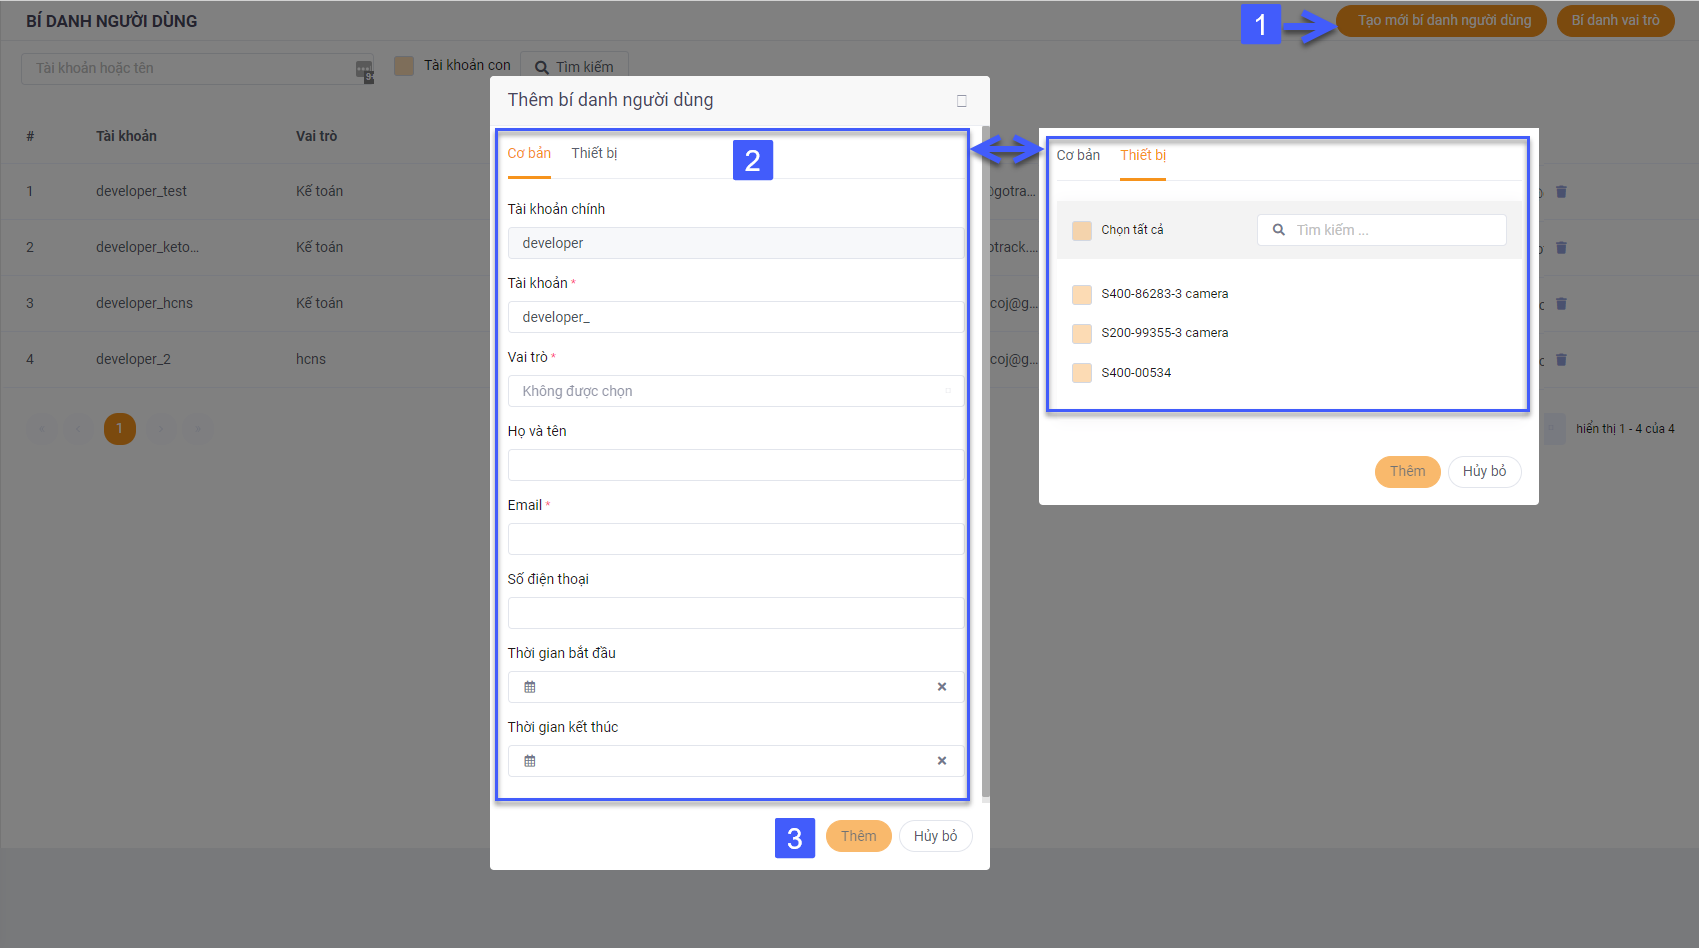 BÍ DANH NGƯỜI DÙNG
1
Tạo mới bí danh người dùng
Bí danh vai trò
Tài khoản hoặc tên
9+
Tài khoản con
Tìm kiếm
# Tài khoản Vai trò
1 developer_test Kế toán
2 developer_keto... Kế toán
3 developer_hcns Kế toán
4 developer_2 hcns
1
gotra...
otrack....
coj@g...
coj@g...
hiển thị 1 - 4 của 4
Thêm bí danh người dùng
Cơ bản Thiết bị
2
Tài khoản chính
developer
Tài khoản *
developer_
Vai trò *
Không được chọn
Họ và tên
Email *
Số điện thoại
Thời gian bắt đầu
Thời gian kết thúc
3
Thêm
Hủy bỏ
Cơ bản Thiết bị
Chọn tất cả
Tìm kiếm ...
S400-86283-3 camera
S200-99355-3 camera
S400-00534
Thêm
Hủy bỏ